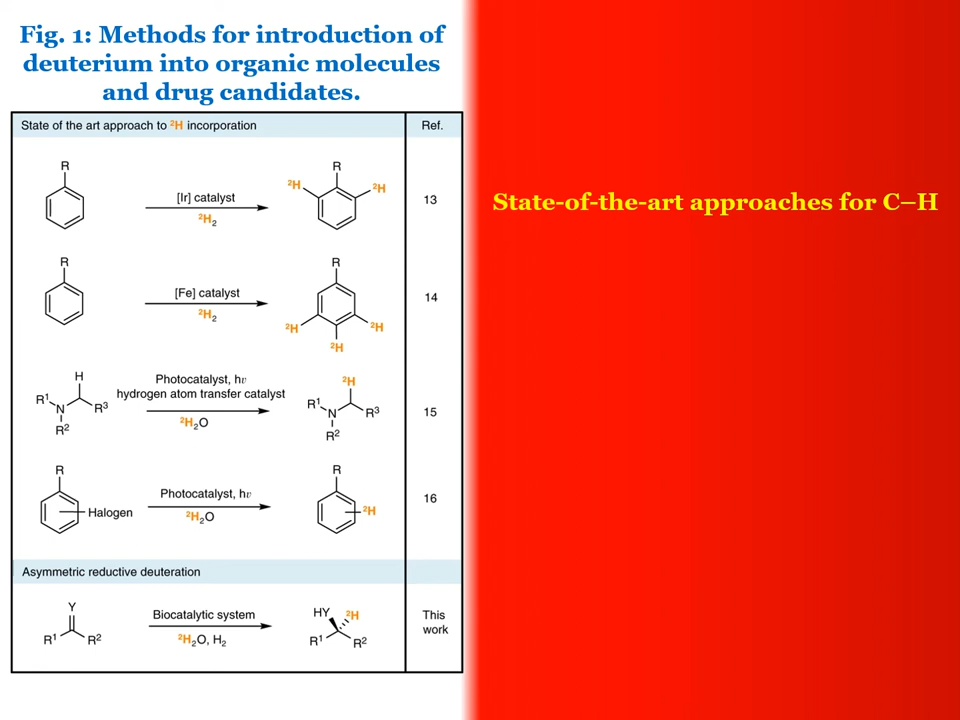 Fig. 1: Methods for introduction of
deuterium into organic molecules
and drug candidates.
State of the art approach to ²H incorporation
Ref.
R
[Ir] catalyst
²H₂
R
²H
²H
13
R
[Fe] catalyst
²H₂
R
²H
²H
²H
14
H
R¹
N
R³
R²
Photocatalyst, hν
hydrogen atom transfer catalyst
²H₂O
²H
R¹
N
R³
R²
15
R
Halogen
Photocatalyst, hν
²H₂O
R
²H
16
Asymmetric reductive deuteration
Y
R¹
R²
Biocatalytic system
²H₂O, H₂
HY
²H
R¹
R²
This
work
State-of-the-art approaches for C–H